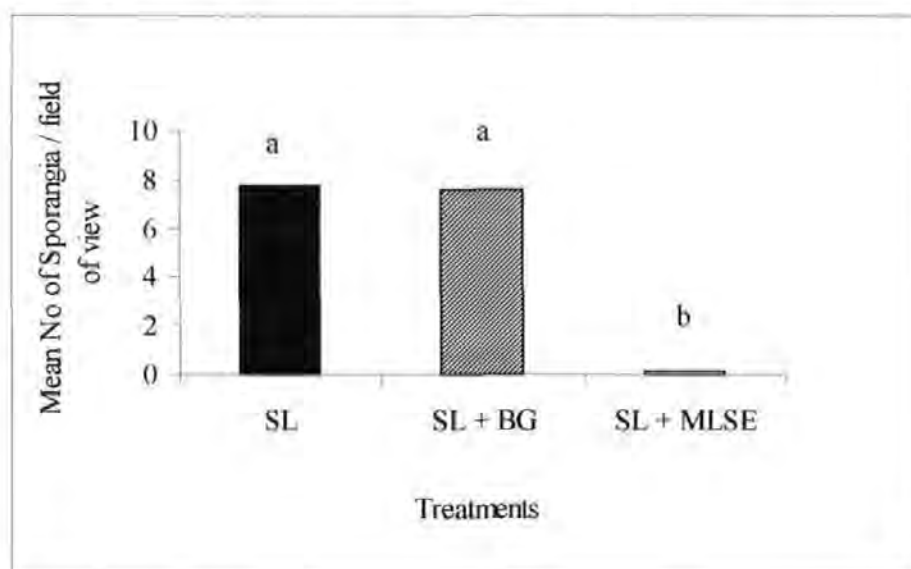 Mean No of Sporangia / field
of view
10
8
6
4
2
0
a
a
b
SL
SL + BG
SL + MLSE
Treatments